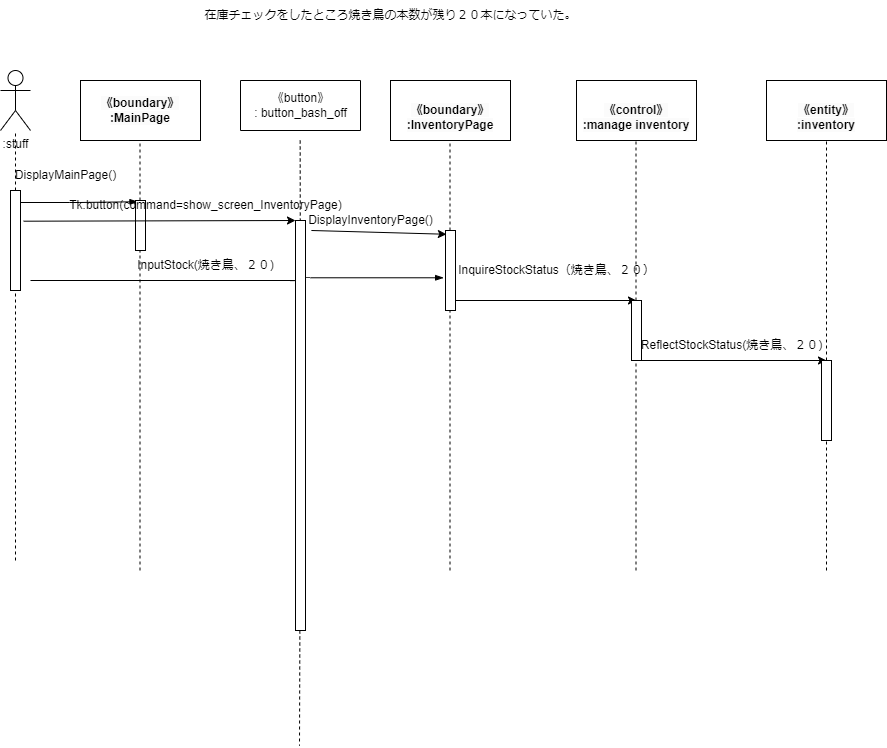 在庫チェックをしたところ焼き鳥の本数が残り２０本になっていた。
:stuff
《boundary》
:MainPage
《button》
: button_bash_off
《boundary》
:InventoryPage
《control》
:manage inventory
《entity》
:inventory
DisplayMainPage()
Tk.button(command=show_screen_InventoryPage)
DisplayInventoryPage()
InputStock(焼き鳥、２０)
InquireStockStatus（焼き鳥、２０）
ReflectStockStatus(焼き鳥、２０)